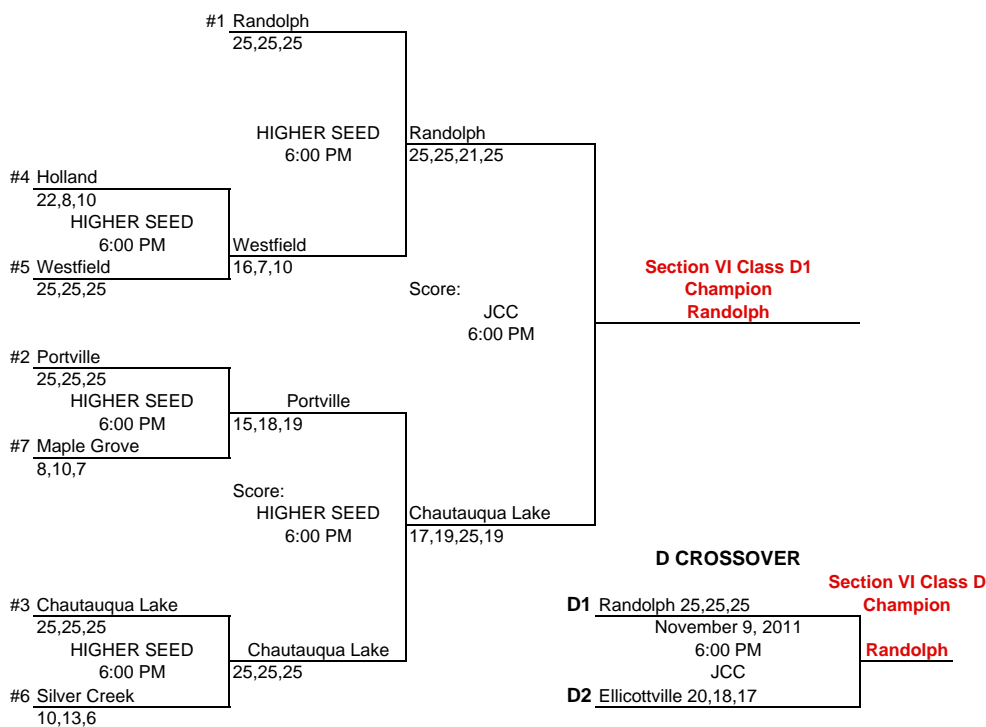 #1 Randolph
25,25,25
HIGHER SEED
6:00 PM
Randolph
25,25,21,25
#4 Holland
22,8,10
HIGHER SEED
6:00 PM
Westfield
16,7,10
#5 Westfield
25,25,25
Section VI Class D1
Champion
Randolph
Score:
JCC
6:00 PM
#2 Portville
25,25,25
HIGHER SEED
6:00 PM
Portville
15,18,19
#7 Maple Grove
8,10,7
Score:
HIGHER SEED
6:00 PM
Chautauqua Lake
17,19,25,19
#3 Chautauqua Lake
25,25,25
HIGHER SEED
6:00 PM
Chautauqua Lake
25,25,25
#6 Silver Creek
10,13,6
D CROSSOVER
Section VI Class D
Champion
D1 Randolph 25,25,25
November 9, 2011
6:00 PM
JCC
Randolph
D2 Ellicottville 20,18,17